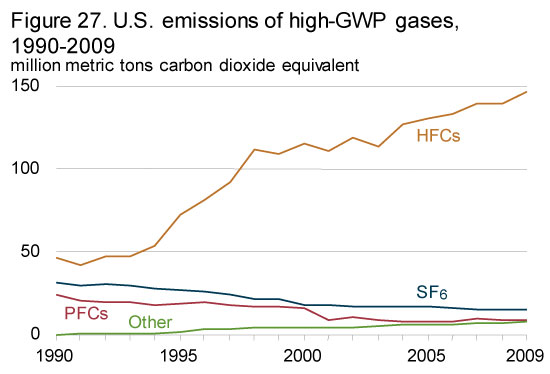 Figure 27. U.S. emissions of high-GWP gases,
1990-2009
million metric tons carbon dioxide equivalent
150
HFCs
100
50
SF6
PFCs
Other
0
1990 1995 2000 2005 2009